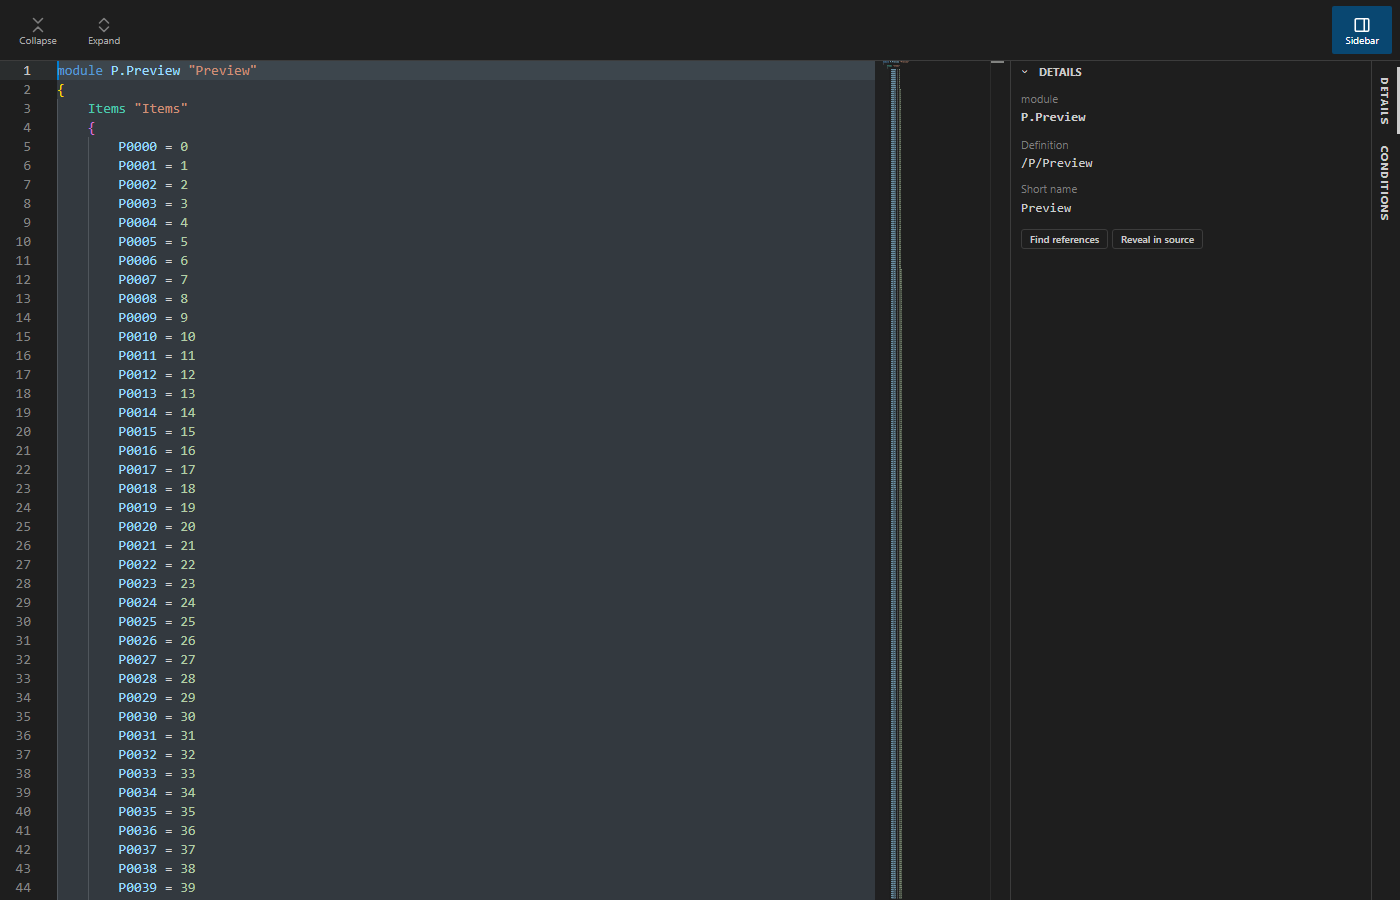 Collapse
Expand
Sidebar
1 module P.Preview "Preview"
2 {
3 Items "Items"
4 {
5 P0000 = 0
6 P0001 = 1
7 P0002 = 2
8 P0003 = 3
9 P0004 = 4
10 P0005 = 5
11 P0006 = 6
12 P0007 = 7
13 P0008 = 8
14 P0009 = 9
15 P0010 = 10
16 P0011 = 11
17 P0012 = 12
18 P0013 = 13
19 P0014 = 14
20 P0015 = 15
21 P0016 = 16
22 P0017 = 17
23 P0018 = 18
24 P0019 = 19
25 P0020 = 20
26 P0021 = 21
27 P0022 = 22
28 P0023 = 23
29 P0024 = 24
30 P0025 = 25
31 P0026 = 26
32 P0027 = 27
33 P0028 = 28
34 P0029 = 29
35 P0030 = 30
36 P0031 = 31
37 P0032 = 32
38 P0033 = 33
39 P0034 = 34
40 P0035 = 35
41 P0036 = 36
42 P0037 = 37
43 P0038 = 38
44 P0039 = 39
DETAILS
module
P.Preview
Definition
/P/Preview
Short name
Preview
Find references
Reveal in source
DETAILS
CONDITIONS